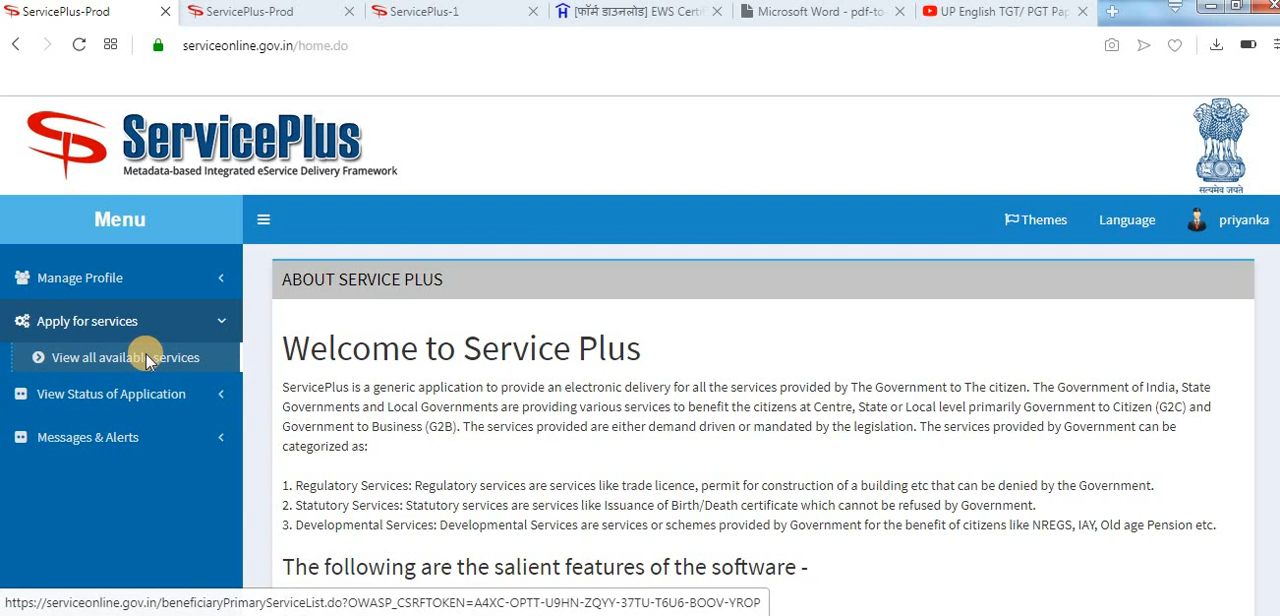 ServicePlus-Prod
ServicePlus-Prod
ServicePlus-1
[फॉर्म डाउनलोड] EWS Certi
Microsoft Word - pdf-to-
UP English TGT/ PGT Pap
serviceonline.gov.in/home.do
ServicePlus
Metadata-based Integrated eService Delivery Framework
सत्यमेव जयते
Menu
Themes
Language
priyanka
Manage Profile
Apply for services
View all available services
View Status of Application
Messages & Alerts
ABOUT SERVICE PLUS
Welcome to Service Plus
ServicePlus is a generic application to provide an electronic delivery for all the services provided by The Government to The citizen. The Government of India, State
Governments and Local Governments are providing various services to benefit the citizens at Centre, State or Local level primarily Government to Citizen (G2C) and
Government to Business (G2B). The services provided are either demand driven or mandated by the legislation. The services provided by Government can be
categorized as:
1. Regulatory Services: Regulatory services are services like trade licence, permit for construction of a building etc that can be denied by the Government.
2. Statutory Services: Statutory services are services like Issuance of Birth/Death certificate which cannot be refused by Government.
3. Developmental Services: Developmental Services are services or schemes provided by Government for the benefit of citizens like NREGS, IAY, Old age Pension etc.
The following are the salient features of the software -
https://serviceonline.gov.in/beneficiaryPrimaryServiceList.do?OWASP_CSRFTOKEN=A4XC-OPTT-U9HN-ZQYY-37TU-T6U6-BOOV-YROP